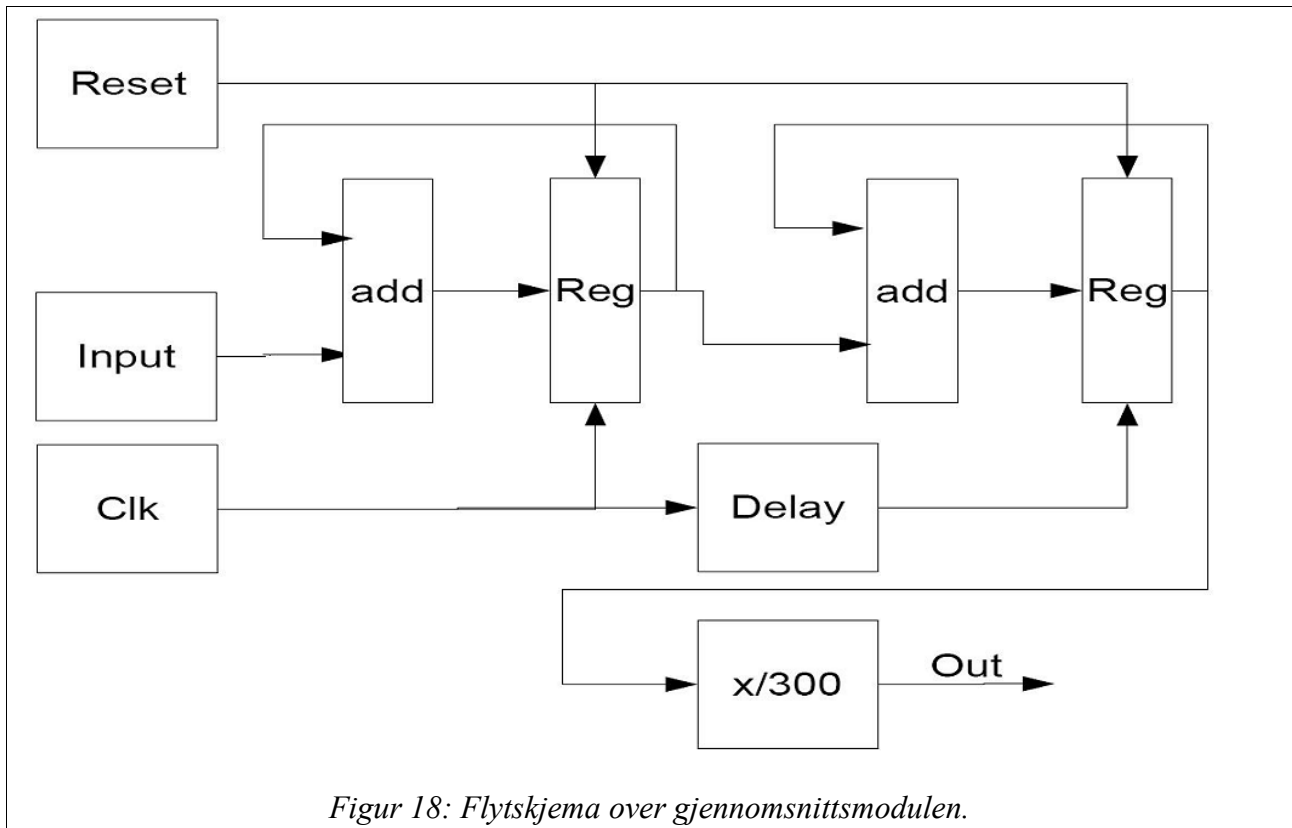 Reset
add
Reg
add
Reg
Input
Clk
Delay
x/300
Out
Figur 18: Flytskjema over gjennomsnittsmodulen.